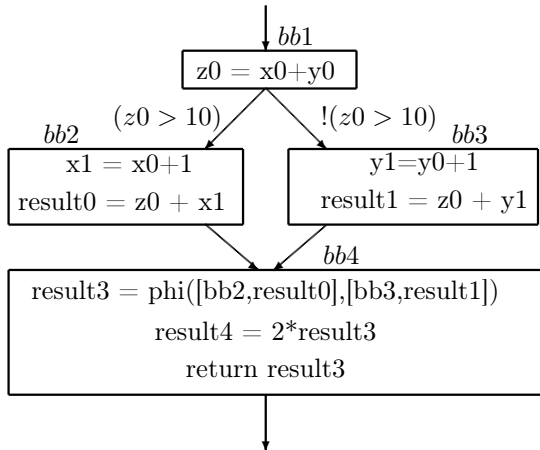 bb1
z0 = x0+y0
(z0 > 10)
!(z0 > 10)
bb2
x1 = x0+1
result0 = z0 + x1
bb3
y1=y0+1
result1 = z0 + y1
bb4
result3 = phi([bb2,result0],[bb3,result1])
result4 = 2*result3
return result3